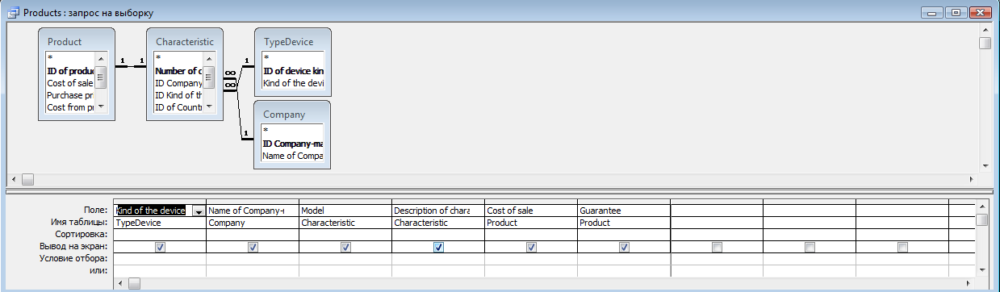 Products : запрос на выборку
Product
*
ID of produc
Cost of sale
Purchase pr
Cost from pr
1 1
Characteristic
*
Number of c
ID Company
ID Kind of th
ID of Countr
∞ 1
∞
1
TypeDevice
*
ID of device kin
Kind of the devi
Company
*
ID Company-ma
Name of Compa
Поле: Kind of the device Name of Company-r Model Description of chara Cost of sale Guarantee
Имя таблицы: TypeDevice Company Characteristic Characteristic Product Product
Сортировка:
Вывод на экран:
Условие отбора:
или: